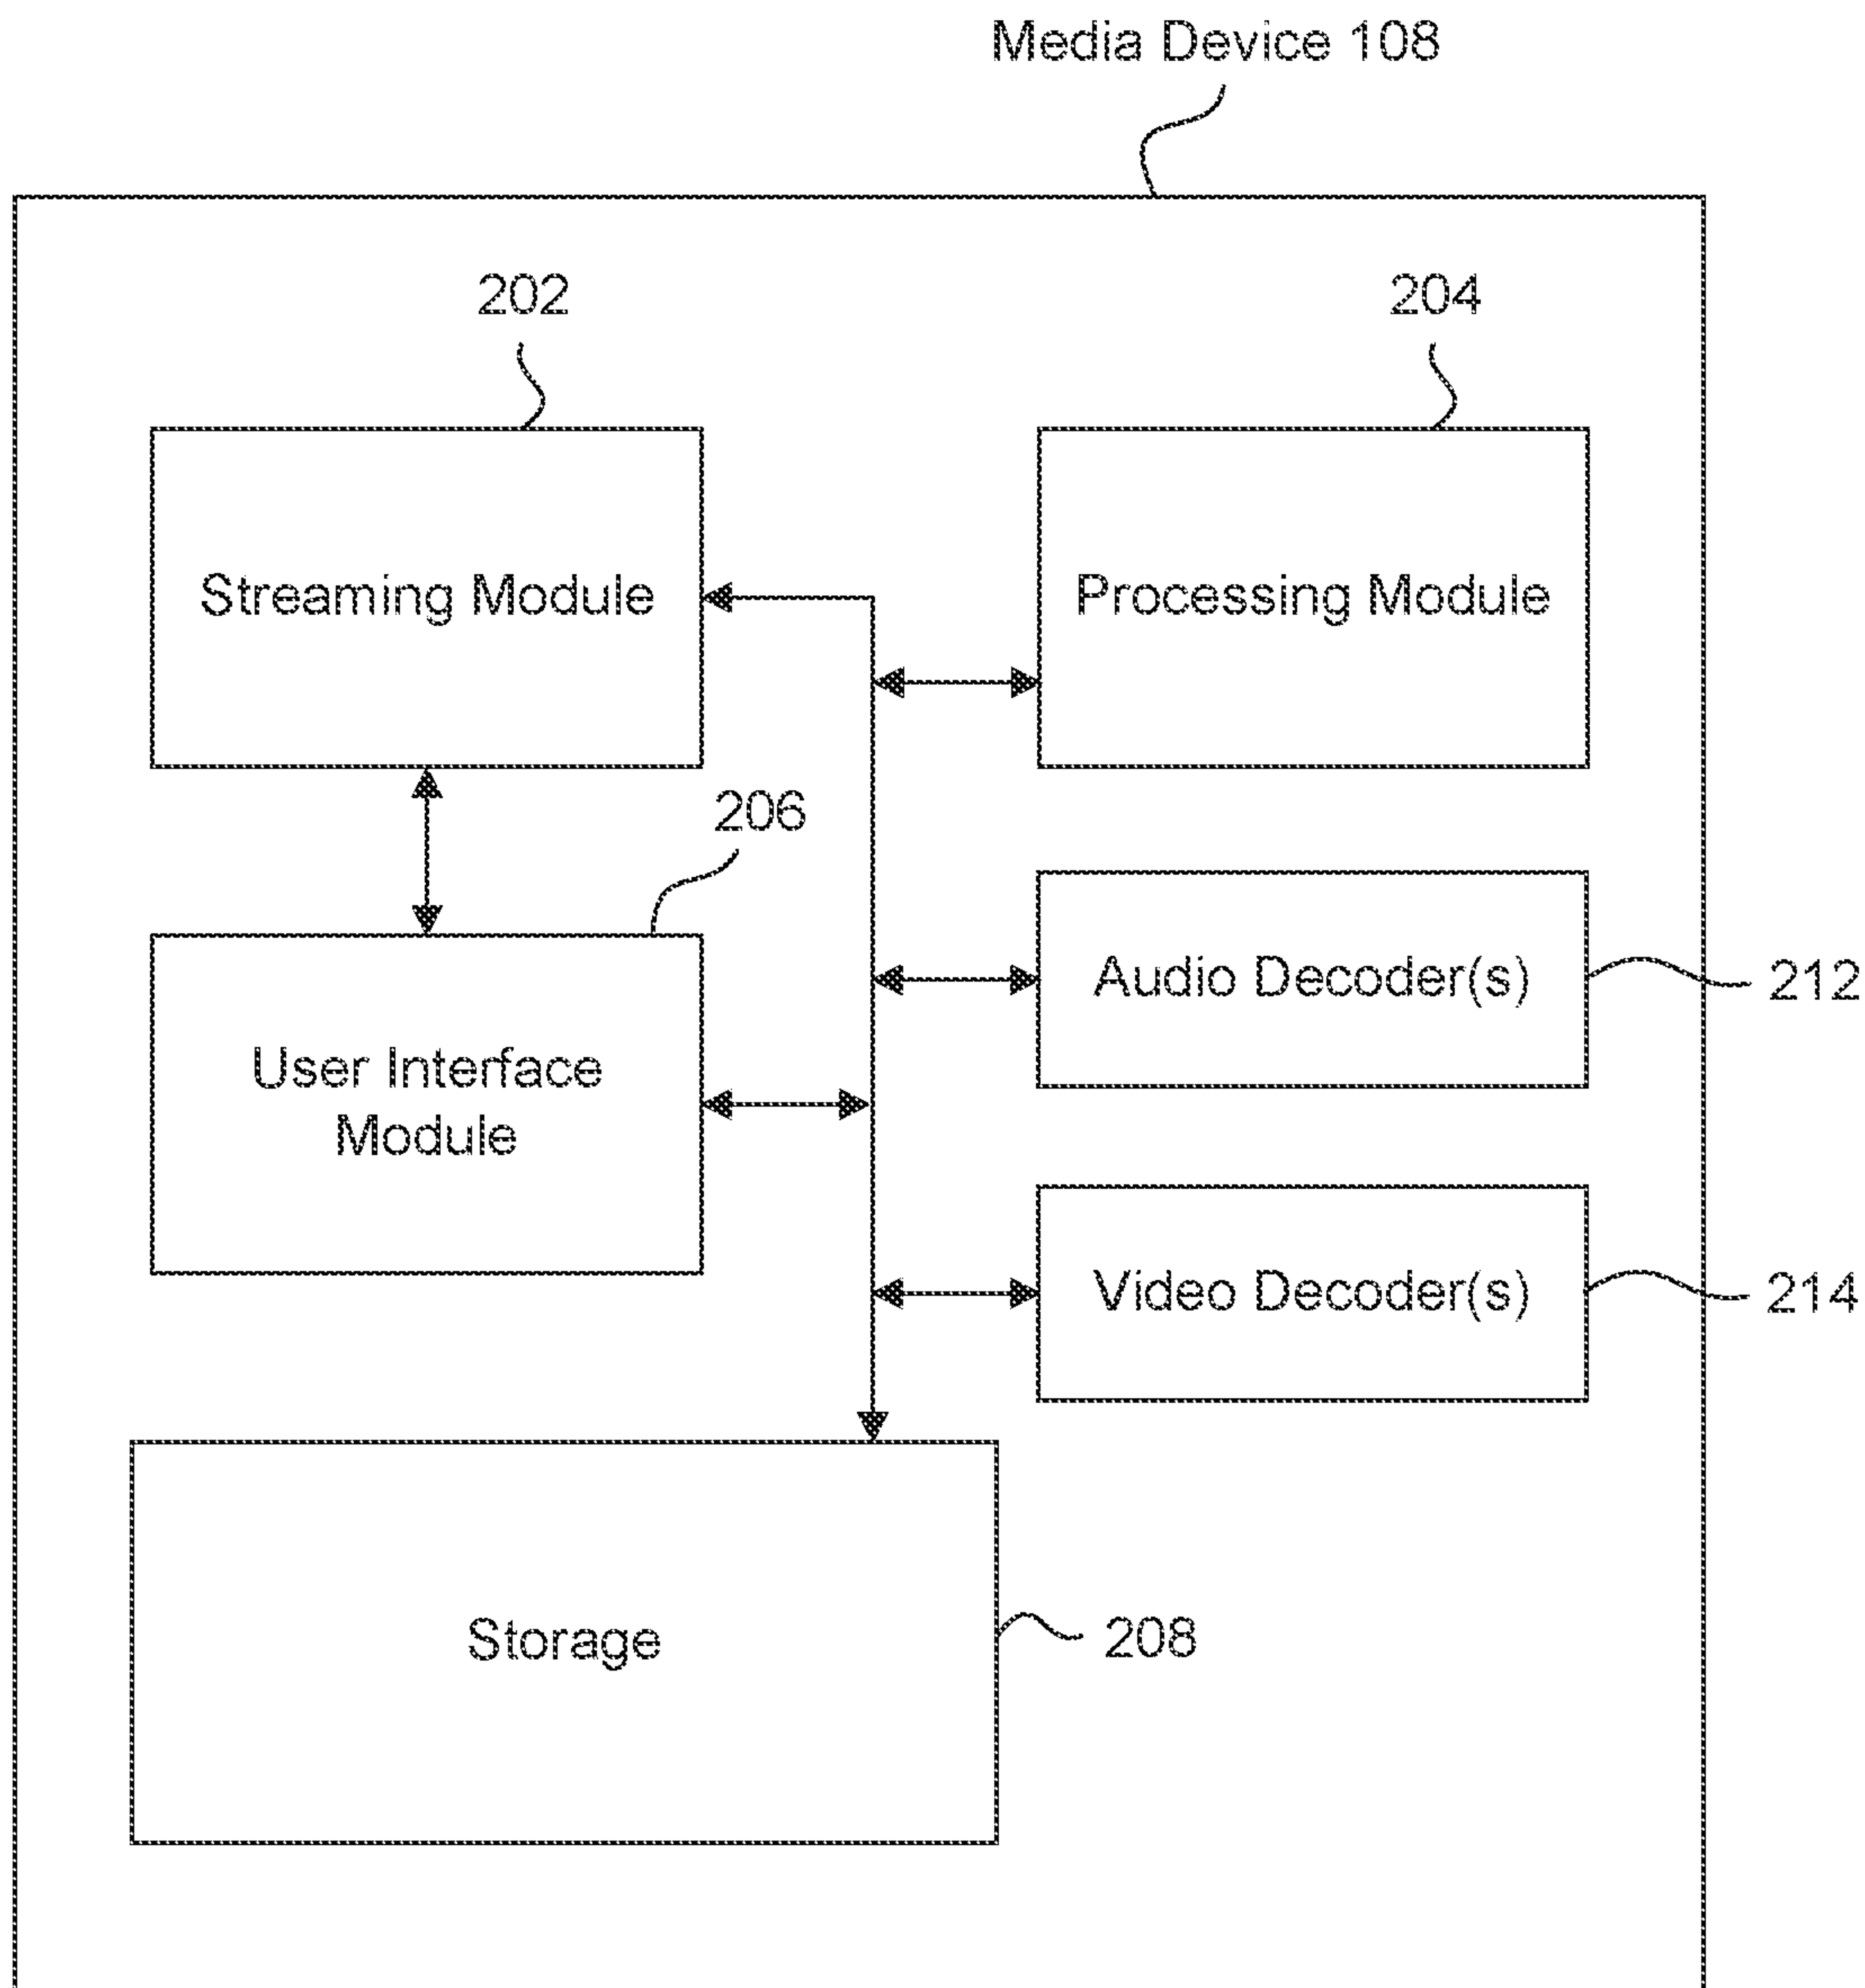 Media Device 108
202
204
Streaming Module
Processing Module
206
Audio Decoder(s)
212
User Interface
Module
Video Decoder(s)
214
Storage
208